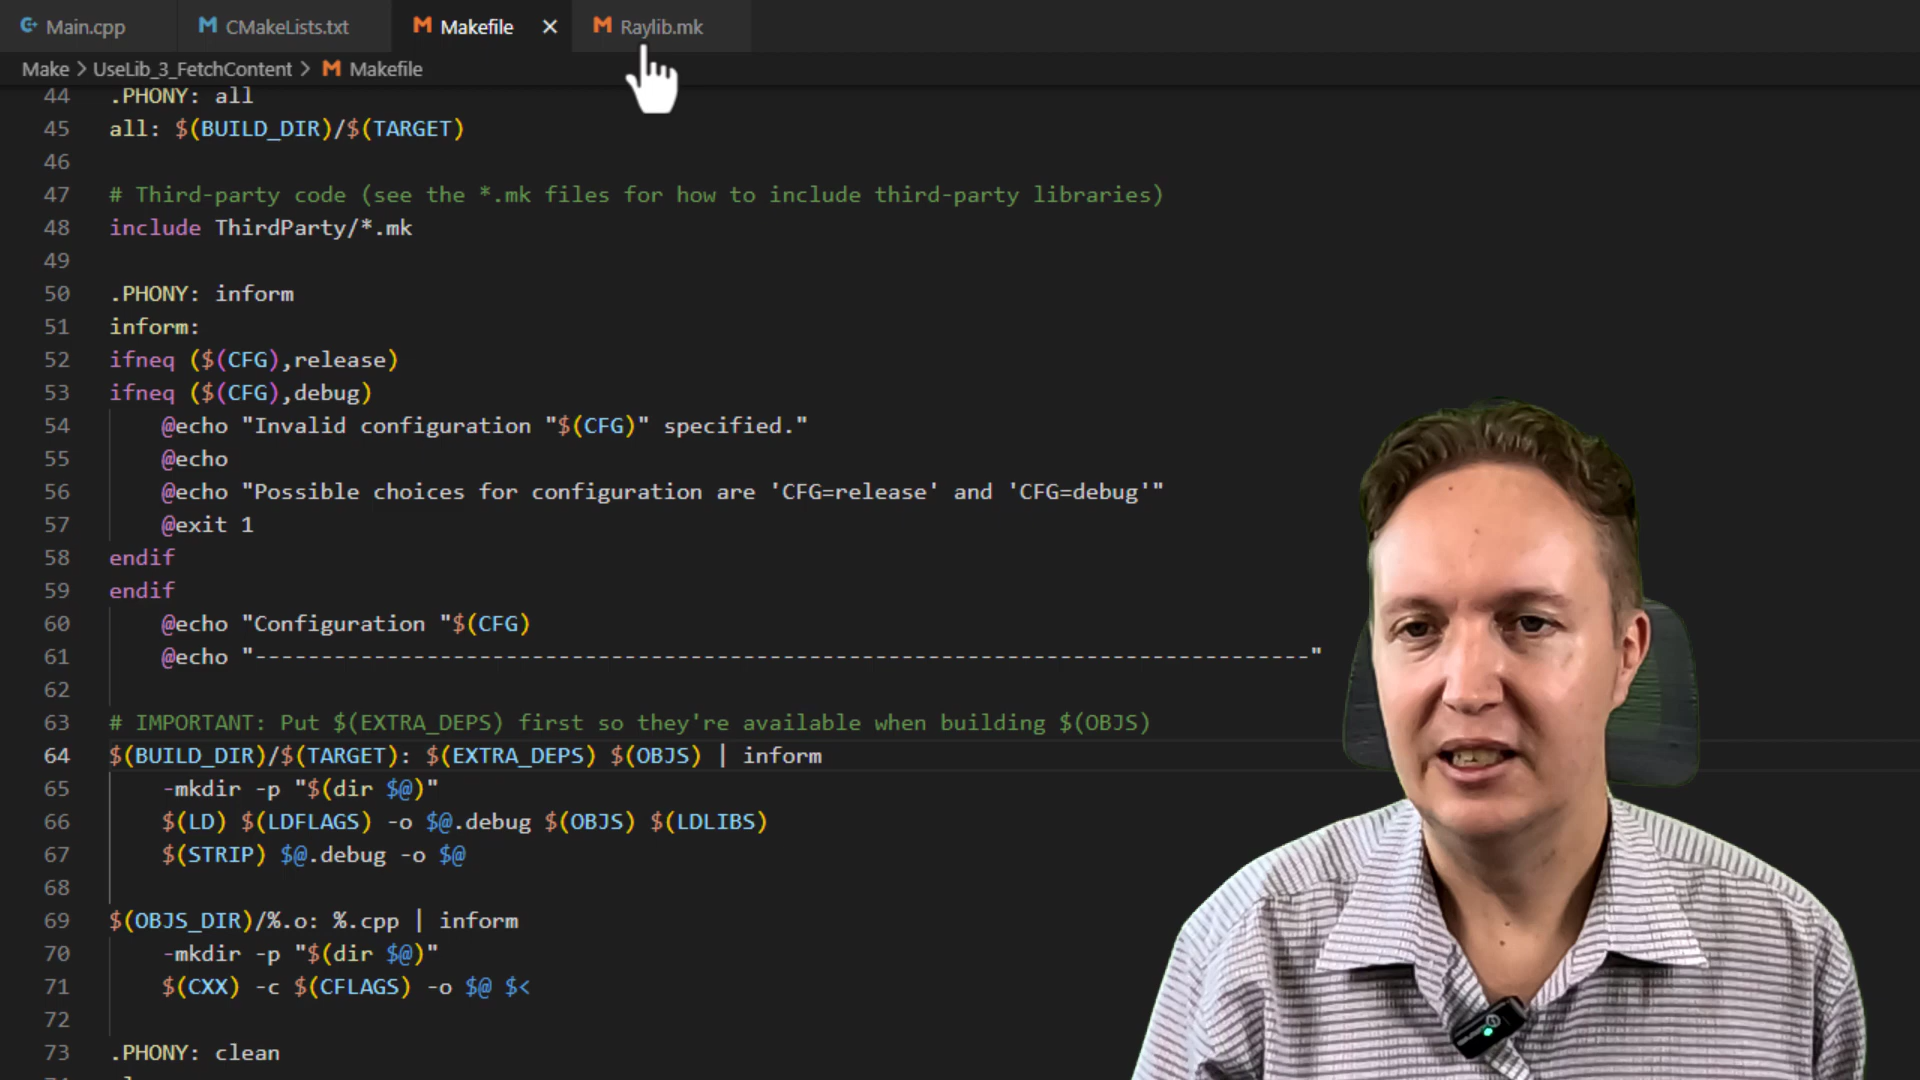 Main.cpp
CMakeLists.txt
Makefile
Raylib.mk
Make > UseLib_3_FetchContent > Makefile
44 .PHONY: all
45 all: $(BUILD_DIR)/$(TARGET)
46
47 # Third-party code (see the *.mk files for how to include third-party libraries)
48 include ThirdParty/*.mk
49
50 .PHONY: inform
51 inform:
52 ifneq ($(CFG),release)
53 ifneq ($(CFG),debug)
54 @echo "Invalid configuration "$(CFG)" specified."
55 @echo
56 @echo "Possible choices for configuration are 'CFG=release' and 'CFG=debug'"
57 @exit 1
58 endif
59 endif
60 @echo "Configuration "$(CFG)
61 @echo "--------------------------------------------------------------------------------"
62
63 # IMPORTANT: Put $(EXTRA_DEPS) first so they're available when building $(OBJS)
64 $(BUILD_DIR)/$(TARGET): $(EXTRA_DEPS) $(OBJS) | inform
65 -mkdir -p "$(dir $@)"
66 $(LD) $(LDFLAGS) -o $@.debug $(OBJS) $(LDLIBS)
67 $(STRIP) $@.debug -o $@
68
69 $(OBJS_DIR)/%.o: %.cpp | inform
70 -mkdir -p "$(dir $@)"
71 $(CXX) -c $(CFLAGS) -o $@ $<
72
73 .PHONY: clean